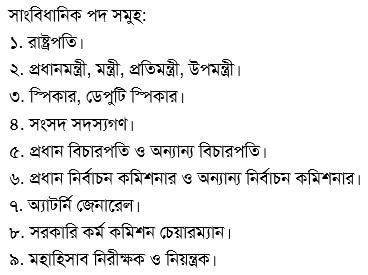 সাংবিধানিক পদ সমুহ:
১. রাষ্ট্রপতি।
২. প্রধানমন্ত্রী, মন্ত্রী, প্রতিমন্ত্রী, উপমন্ত্রী।
৩. স্পিকার, ডেপুটি স্পিকার।
৪. সংসদ সদস্যগণ।
৫. প্রধান বিচারপতি ও অন্যান্য বিচারপতি।
৬. প্রধান নির্বাচন কমিশনার ও অন্যান্য নির্বাচন কমিশনার।
৭. অ্যাটর্নি জেনারেল।
৮. সরকারি কর্ম কমিশন চেয়ারম্যান।
৯. মহাহিসাব নিরীক্ষক ও নিয়ন্ত্রক।